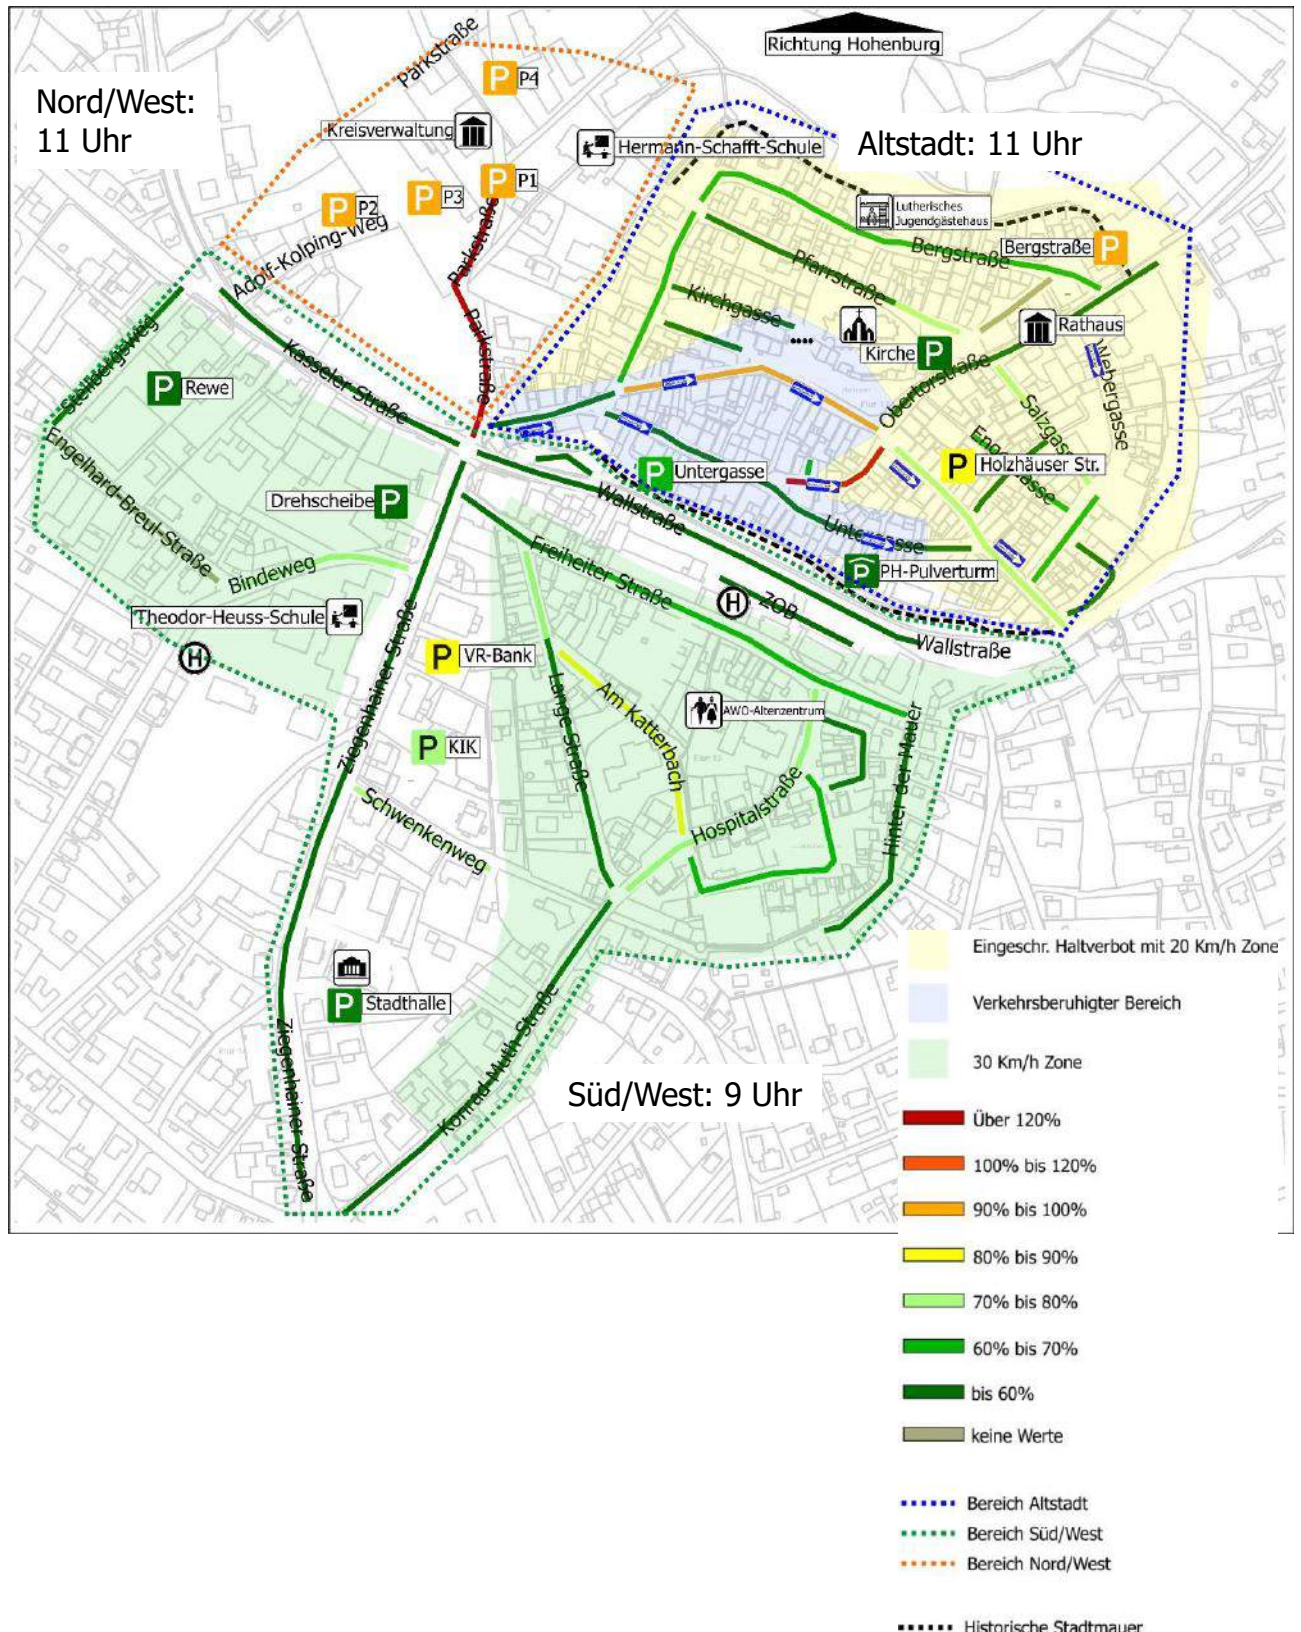 Richtung Hohenburg
Nord/West:
11 Uhr
Parkstraße
P
P4
Kreisverwaltung
Hermann-Schafft-Schule
Altstadt: 11 Uhr
P
P1
P
P3
P
P2
Adolf-Kolping-Weg
Parkstraße
Parkstraße
Lutherisches
Jugendgästehaus
Bergstraße
Bergstraße
P
Pfarrstraße
Kirchgasse
Kirche
P
Rathaus
Obertorstraße
Webergasse
Salzgasse
Enggasse
P
Holzhäuser Str.
Stellbergsweg
P
Rewe
Kasseler Straße
Engelhard-Breul-Straße
Drehscheibe
P
Bindeweg
Theodor-Heuss-Schule
H
P
Untergasse
Wallstraße
Untergasse
P
PH-Pulverturm
Freiheiter Straße
H
ZOB
Wallstraße
P
VR-Bank
P
KIK
Ziegenhainer Straße
Lange Straße
Am Katterbach
AWO-Altenzentrum
Hospitalstraße
Hinter der Mauer
Schwenkenweg
P
Stadthalle
Ziegenhainer Straße
Konrad-Muth-Straße
Süd/West: 9 Uhr
Eingeschr. Haltverbot mit 20 Km/h Zone
Verkehrsberuhigter Bereich
30 Km/h Zone
Über 120%
100% bis 120%
90% bis 100%
80% bis 90%
70% bis 80%
60% bis 70%
bis 60%
keine Werte
Bereich Altstadt
Bereich Süd/West
Bereich Nord/West
Historische Stadtmauer